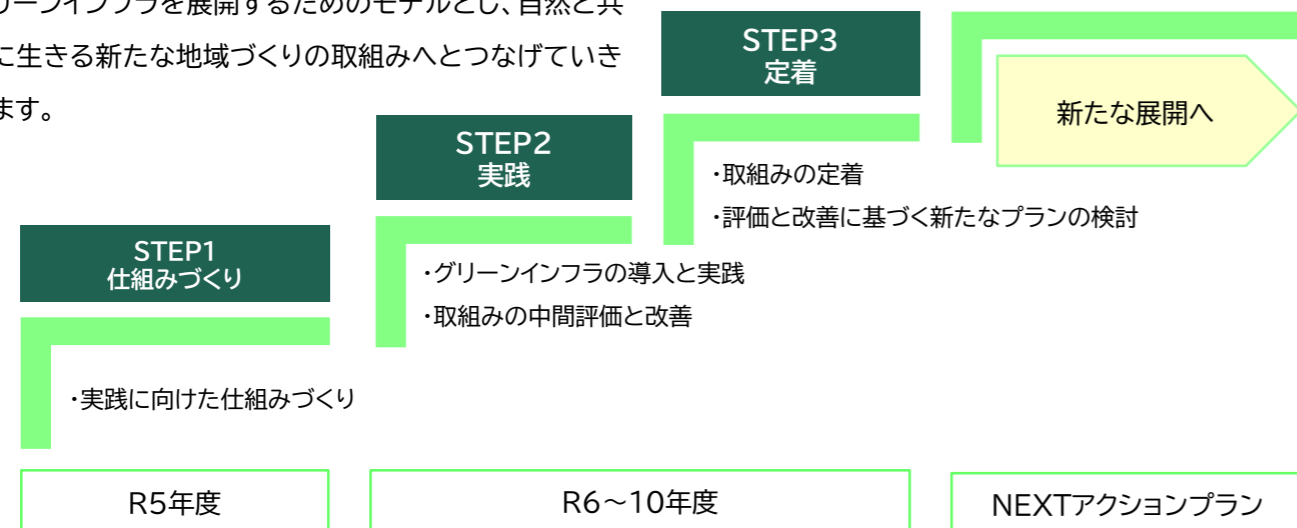 リーンインフラを展開するためのモデルとし、自然と共
に生きる新たな地域づくりの取組みへとつなげていき
ます。
STEP1
仕組みづくり
・実践に向けた仕組みづくり
STEP2
実践
・グリーンインフラの導入と実践
・取組みの中間評価と改善
STEP3
定着
・取組みの定着
・評価と改善に基づく新たなプランの検討
新たな展開へ
R5年度
R6～10年度
NEXTアクションプラン